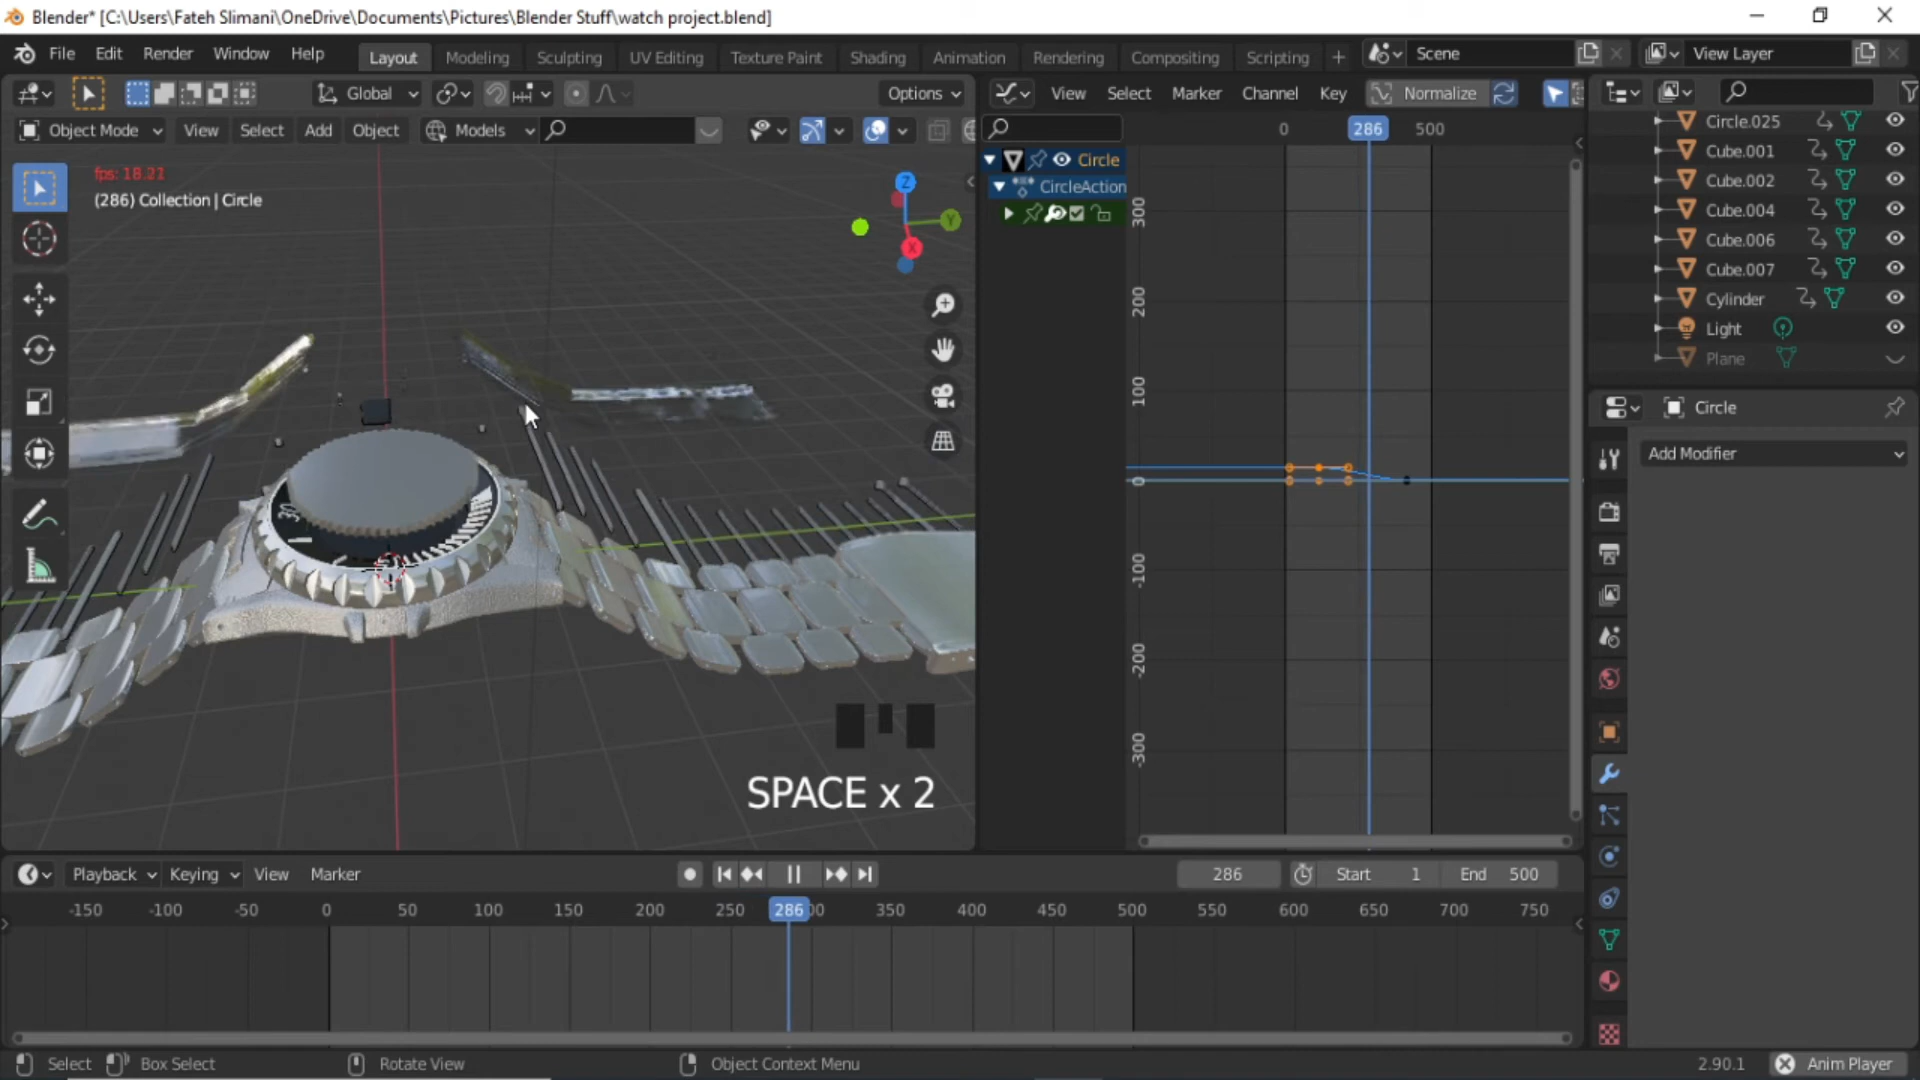 Blender* [C:\Users\Fateh Slimani\OneDrive\Documents\Pictures\Blender Stuff\watch project.blend]
File Edit Render Window Help Layout Modeling Sculpting UV Editing Texture Paint Shading Animation Rendering Compositing Scripting + Scene View Layer
Global Options View Select Marker Channel Key Normalize
Object Mode View Select Add Object Models 0 286 500
fps: 18.21
(286) Collection | Circle
Z
Y
X
Circle
CircleAction
300
200
100
0
-100
-200
-300
Circle.025
Cube.001
Cube.002
Cube.004
Cube.006
Cube.007
Cylinder
Light
Plane
Circle
Add Modifier
30
SPACE x 2
Playback Keying View Marker 286 Start 1 End 500
-150 -100 -50 0 50 100 150 200 250 286 350 400 450 500 550 600 650 700 750
Select Box Select Rotate View Object Context Menu 2.90.1 Anim Player